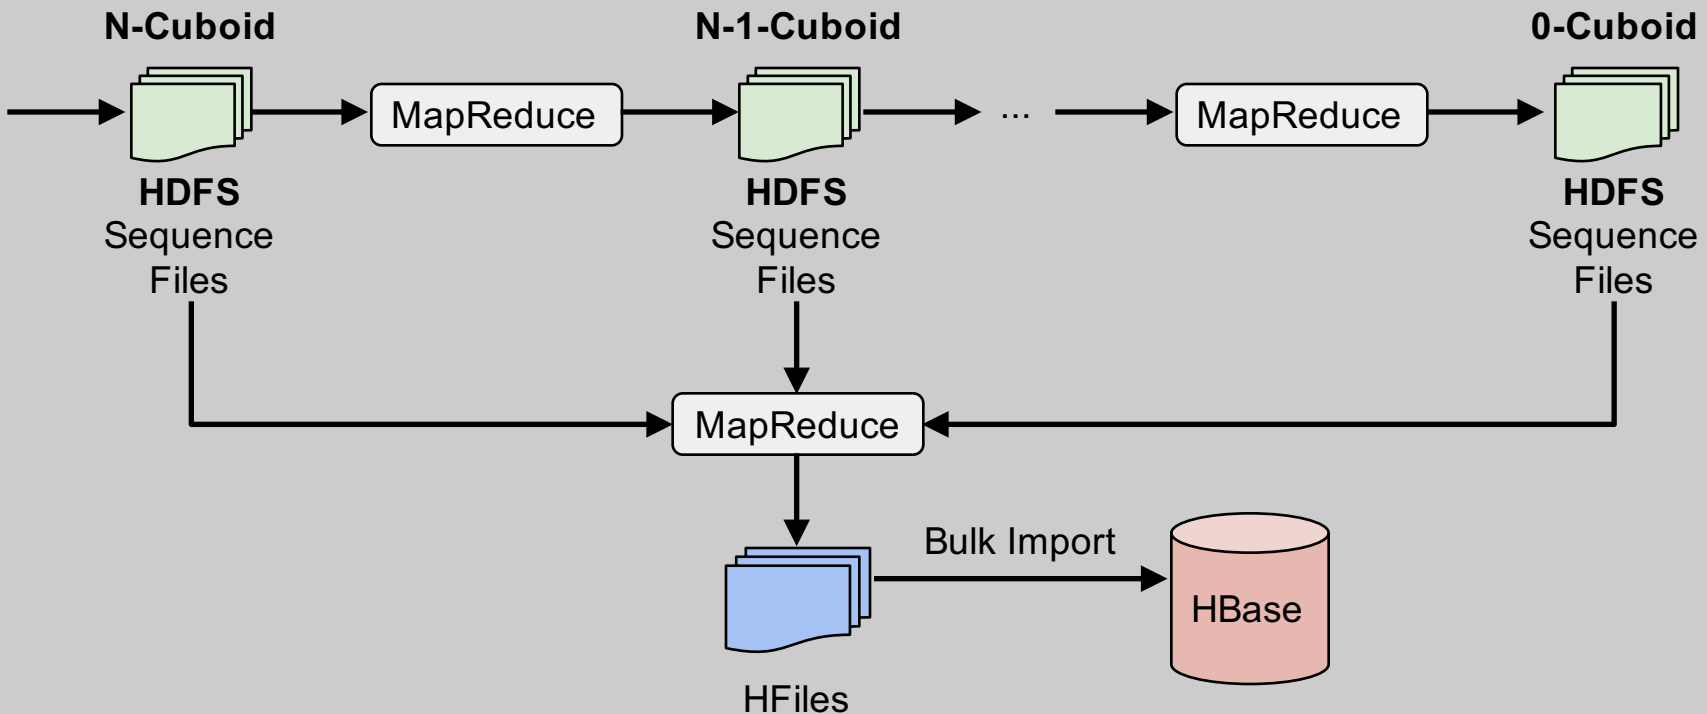 N-Cuboid
N-1-Cuboid
0-Cuboid
MapReduce
...
MapReduce
HDFS
Sequence
Files
HDFS
Sequence
Files
HDFS
Sequence
Files
MapReduce
Bulk Import
HBase
HFiles